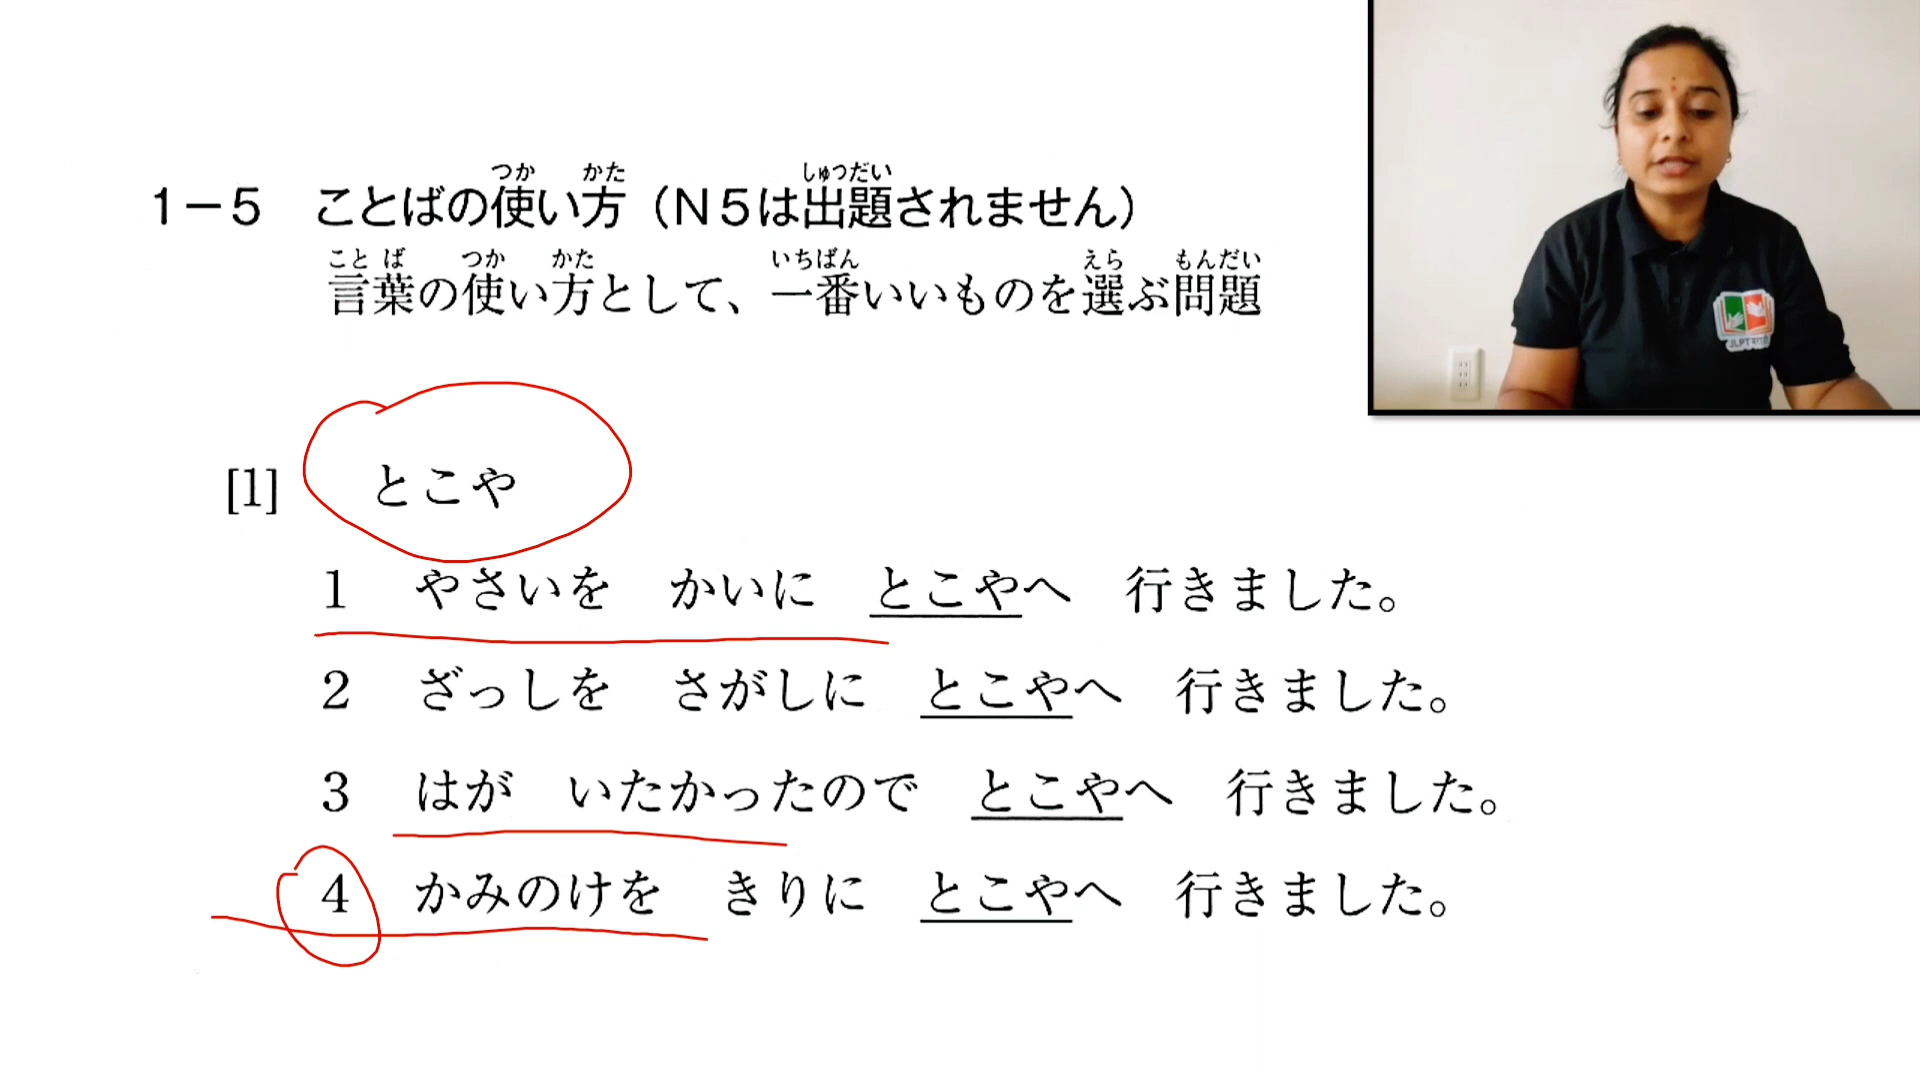 1－5 ことばの使い方（N5は出題されません）
つか かた しゅつだい
言葉の使い方として、一番いいものを選ぶ問題
ことば つか かた いちばん えら もんだい
[1] とこや
1 やさいを かいに とこやへ 行きました。
2 ざっしを さがしに とこやへ 行きました。
3 はが いたかったので とこやへ 行きました。
4 かみのけを きりに とこやへ 行きました。